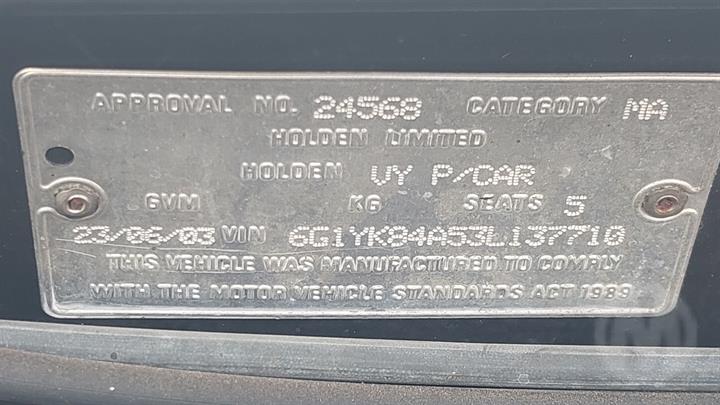 APPROVAL NO. 24568 CATEGORY MA
HOLDEN LIMITED
HOLDEN VY P/CAR
GVM KG SEATS 5
23/06/03 VIN 6G1YK84A53L137710
THIS VEHICLE WAS MANUFACTURED TO COMPLY
WITH THE MOTOR VEHICLE STANDARDS ACT 1989
M